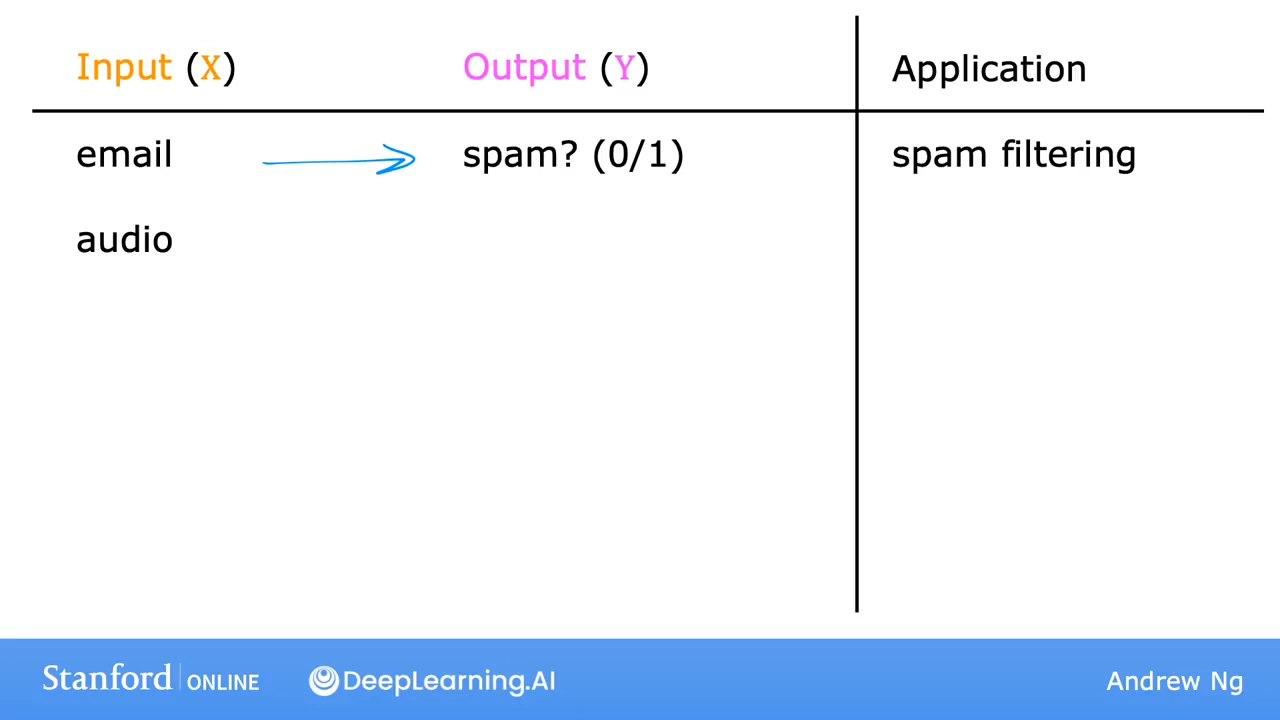 Input (X) Output (Y) Application
email spam? (0/1) spam filtering
audio
Stanford ONLINE DeepLearning.AI Andrew Ng